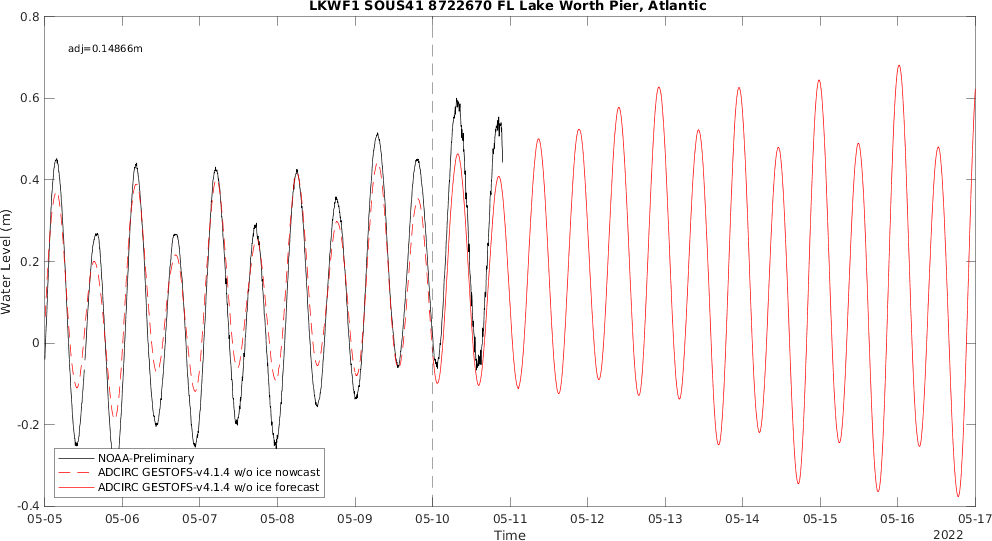 LKWF1 SOUS41 8722670 FL Lake Worth Pier, Atlantic
adj=0.14866m
0.8
0.6
0.4
0.2
0
-0.2
-0.4
Water Level (m)
NOAA-Preliminary
ADCIRC GESTOFS-v4.1.4 w/o ice nowcast
ADCIRC GESTOFS-v4.1.4 w/o ice forecast
05-05 05-06 05-07 05-08 05-09 05-10 05-11 05-12 05-13 05-14 05-15 05-16 05-17
Time
2022